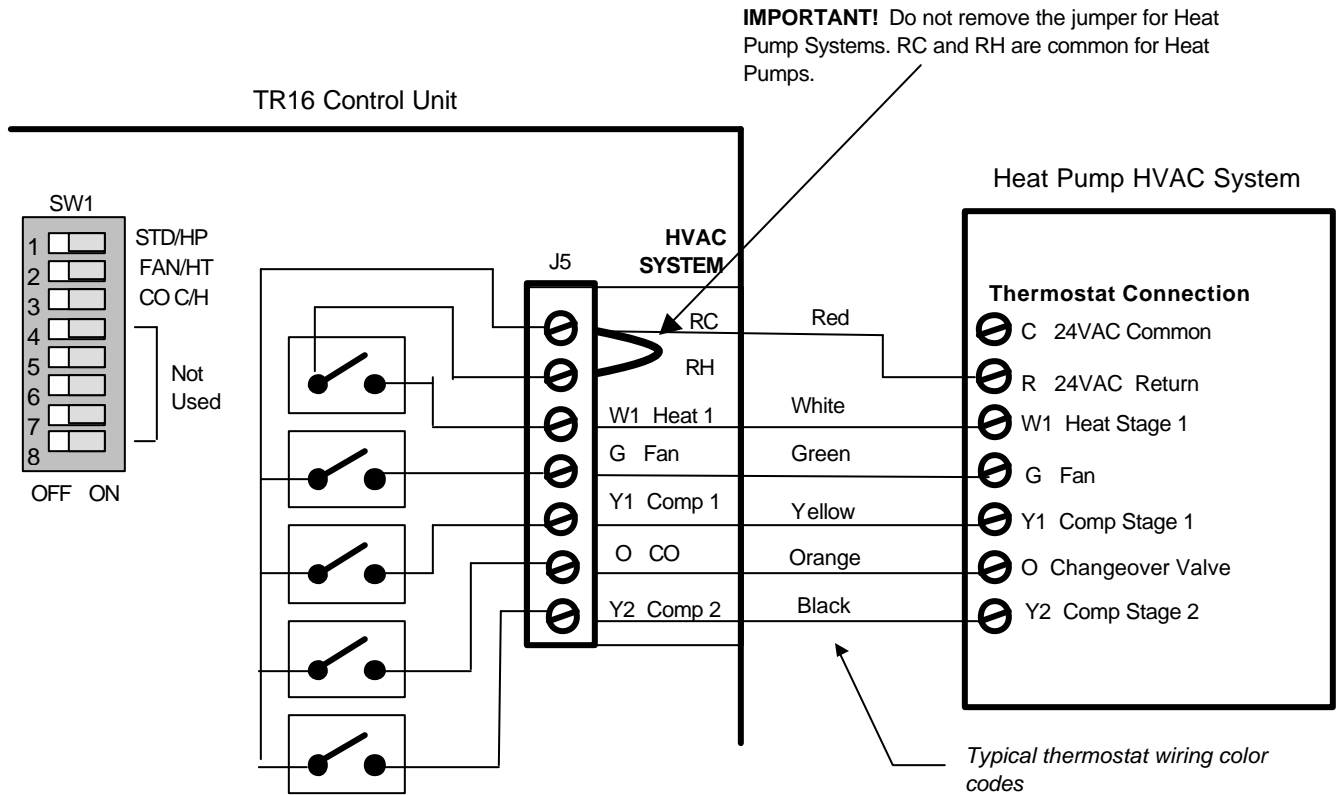 IMPORTANT! Do not remove the jumper for Heat
Pump Systems. RC and RH are common for Heat
Pumps.
TR16 Control Unit
Heat Pump HVAC System
SW1
1
2
3
4
5
6
7
8
STD/HP
FAN/HT
CO C/H
Not
Used
OFF ON
J5
HVAC
SYSTEM
RC
RH
W1 Heat 1
G Fan
Y1 Comp 1
O CO
Y2 Comp 2
Red
White
Green
Yellow
Orange
Black
Thermostat Connection
C 24VAC Common
R 24VAC Return
W1 Heat Stage 1
G Fan
Y1 Comp Stage 1
O Changeover Valve
Y2 Comp Stage 2
Typical thermostat wiring color
codes